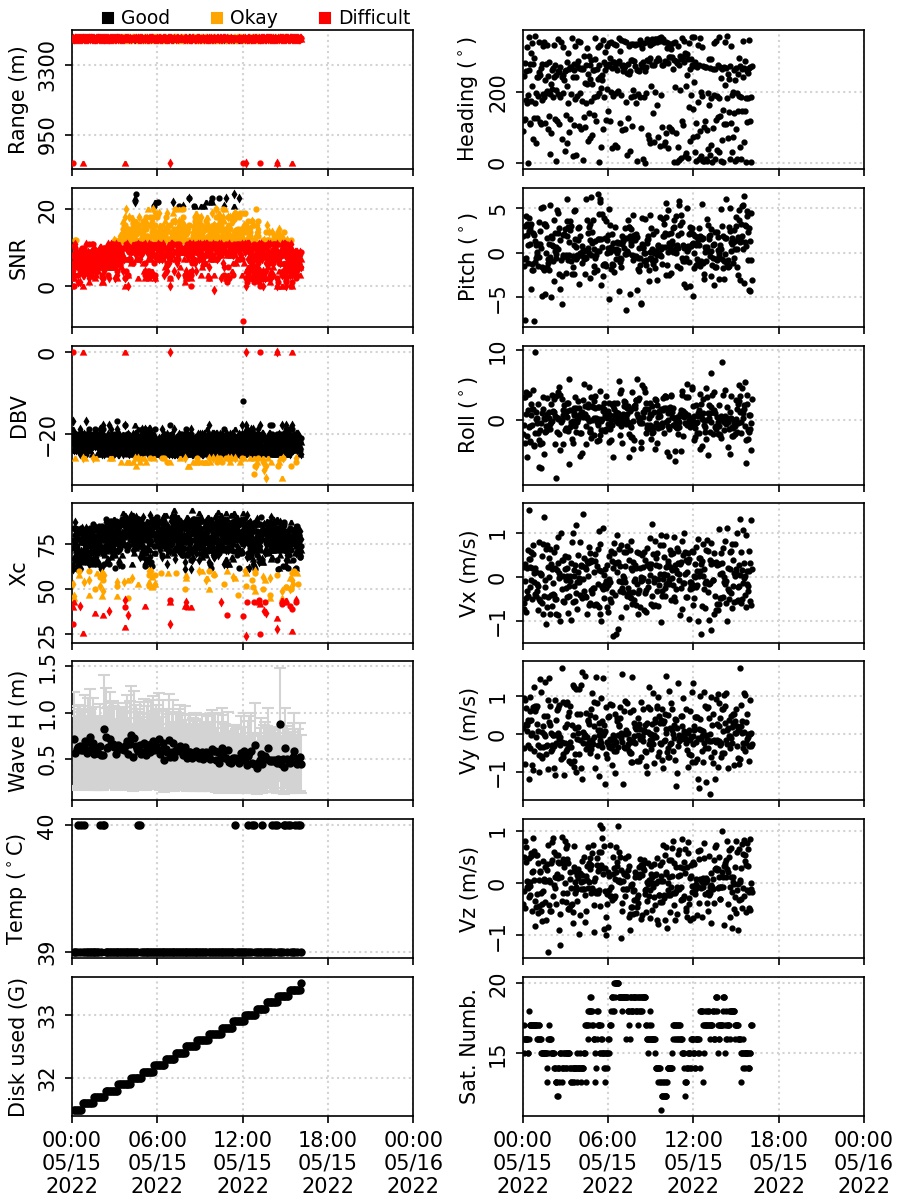 Good Okay Difficult
Range (m)
3300
950
Heading (°)
200
0
SNR
20
0
Pitch (°)
5
0
−5
DBV
0
−20
Roll (°)
10
0
Xc
75
50
25
Vx (m/s)
1
0
−1
Wave H (m)
1.5
1.0
0.5
Vy (m/s)
1
0
−1
Temp (°C)
40
39
Vz (m/s)
1
0
−1
Disk used (G)
33
32
Sat. Numb.
20
15
00:00 06:00 12:00 18:00 00:00
05/15 05/15 05/15 05/15 05/16
2022 2022 2022 2022 2022
00:00 06:00 12:00 18:00 00:00
05/15 05/15 05/15 05/15 05/16
2022 2022 2022 2022 2022